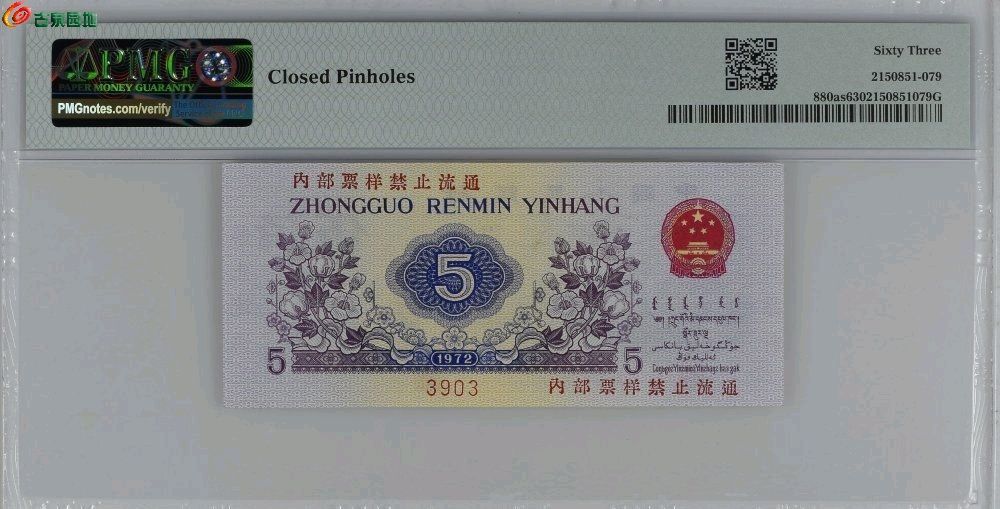 吉泉园地
PMG
PAPER MONEY GUARANTY
PMGnotes.com/verify
Closed Pinholes
Sixty Three
2150851-079
880as6302150851079G
内部票样禁止流通
ZHONGGUO RENMIN YINHANG
5
5
1972
5
3903
内部票样禁止流通